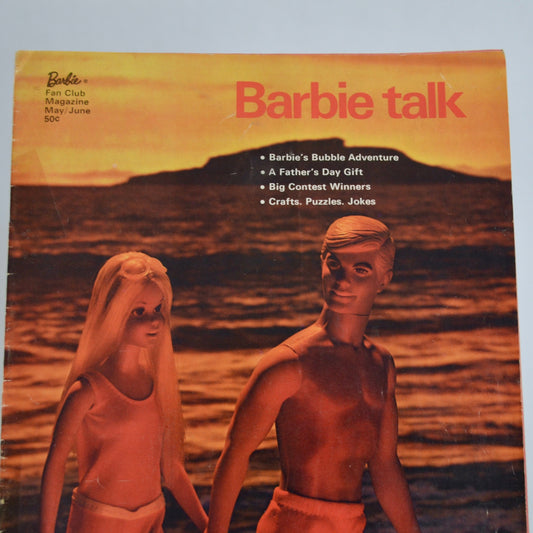 Barbie ©
Fan Club
Magazine
May/June
50¢
Barbie talk
• Barbie's Bubble Adventure
• A Father's Day Gift
• Big Contest Winners
• Crafts. Puzzles. Jokes